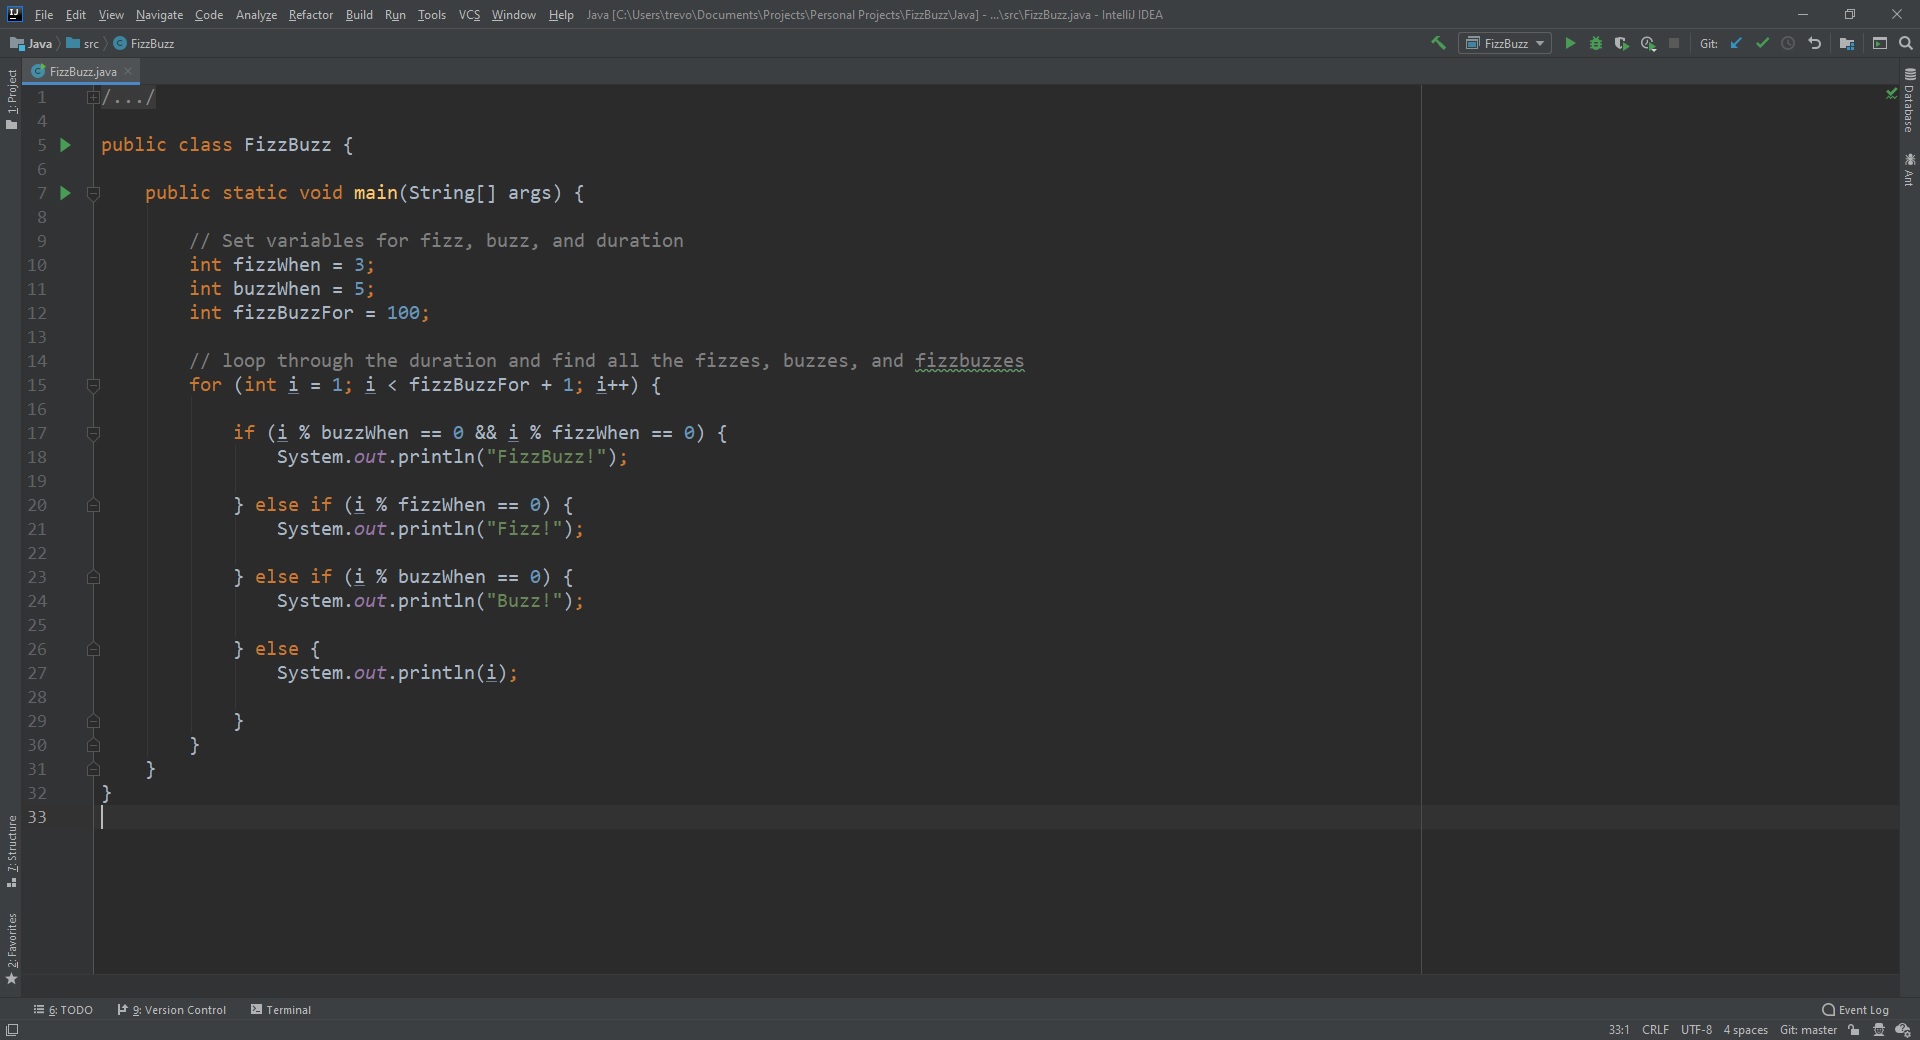 File Edit View Navigate Code Analyze Refactor Build Run Tools VCS Window Help Java [C:\Users\trevo\Documents\Projects\Personal Projects\FizzBuzz\Java] - ...\src\FizzBuzz.java - IntelliJ IDEA
Java src FizzBuzz FizzBuzz Git:
FizzBuzz.java
1: Project
7: Structure
2: Favorites
1 /.../
4
5 public class FizzBuzz {
6
7     public static void main(String[] args) {
8
9         // Set variables for fizz, buzz, and duration
10         int fizzWhen = 3;
11         int buzzWhen = 5;
12         int fizzBuzzFor = 100;
13
14         // loop through the duration and find all the fizzes, buzzes, and fizzbuzzes
15         for (int i = 1; i < fizzBuzzFor + 1; i++) {
16
17             if (i % buzzWhen == 0 && i % fizzWhen == 0) {
18                 System.out.println("FizzBuzz!");
19
20             } else if (i % fizzWhen == 0) {
21                 System.out.println("Fizz!");
22
23             } else if (i % buzzWhen == 0) {
24                 System.out.println("Buzz!");
25
26             } else {
27                 System.out.println(i);
28
29             }
30         }
31     }
32 }
33
Database
Ant
6: TODO 9: Version Control Terminal Event Log
33:1 CRLF UTF-8 4 spaces Git: master